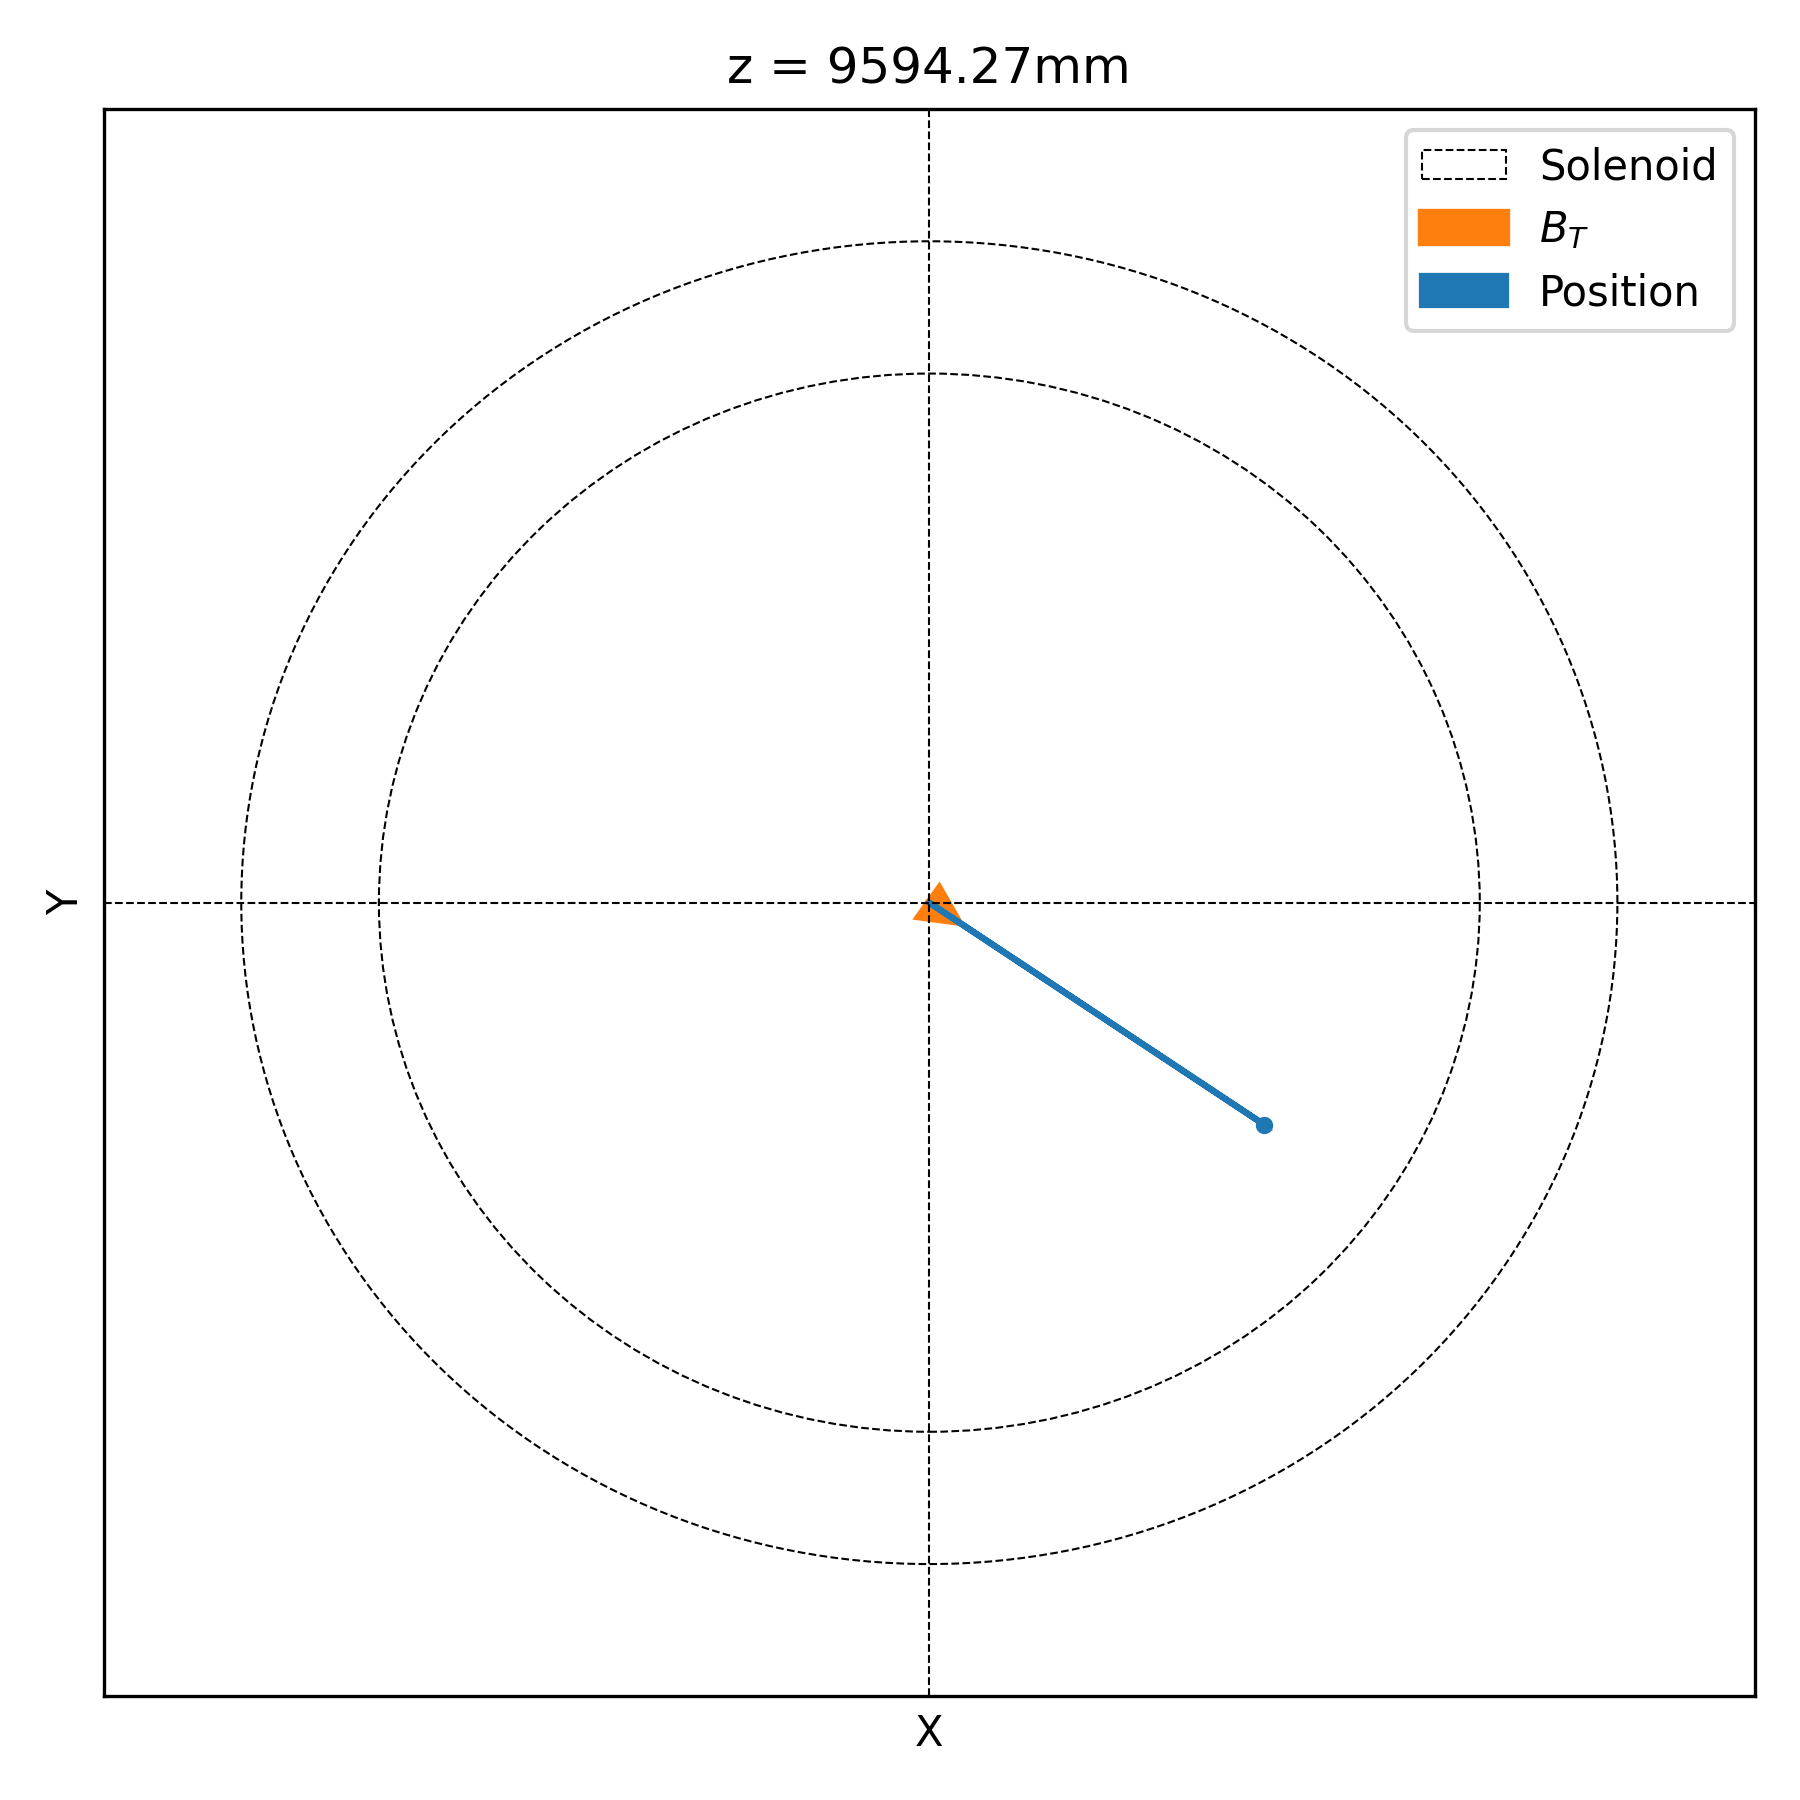 z = 9594.27mm
Solenoid
B_T
Position
Y
X